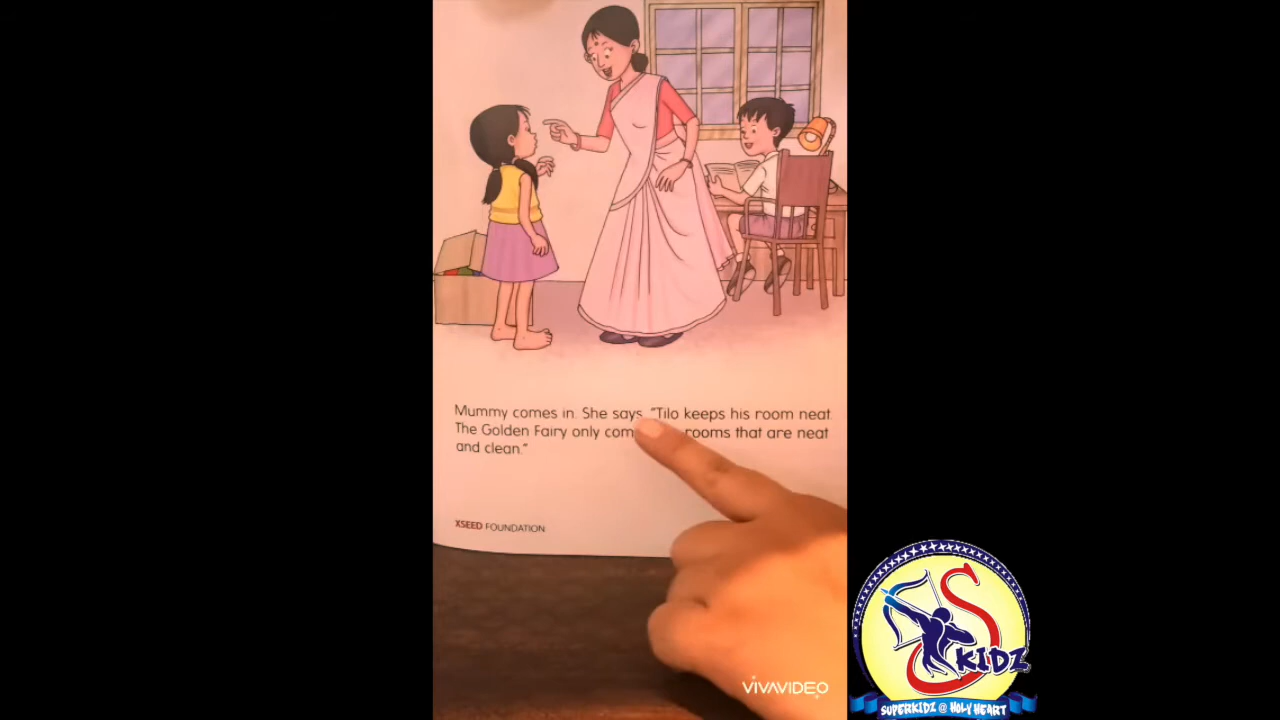 Mummy comes in. She says, "Tilo keeps his room neat.
The Golden Fairy only com rooms that are neat
and clean."
XSEED FOUNDATION
VIVAVIDEO
S
KIDZ
SUPERKIDZ @ HOLY HEART